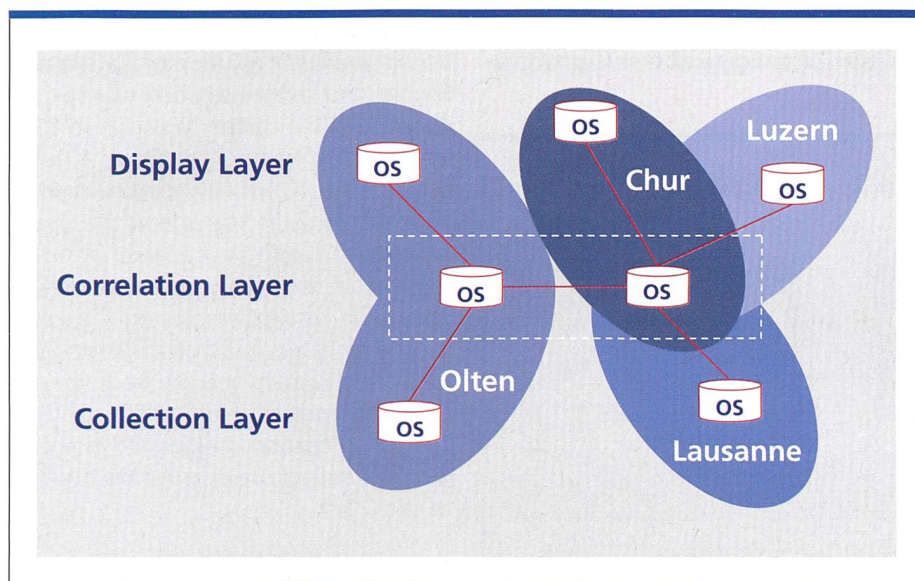 OS
Luzern
Display Layer
OS
Chur
OS
Correlation Layer
OS
OS
Olten
Collection Layer
OS
OS
Lausanne